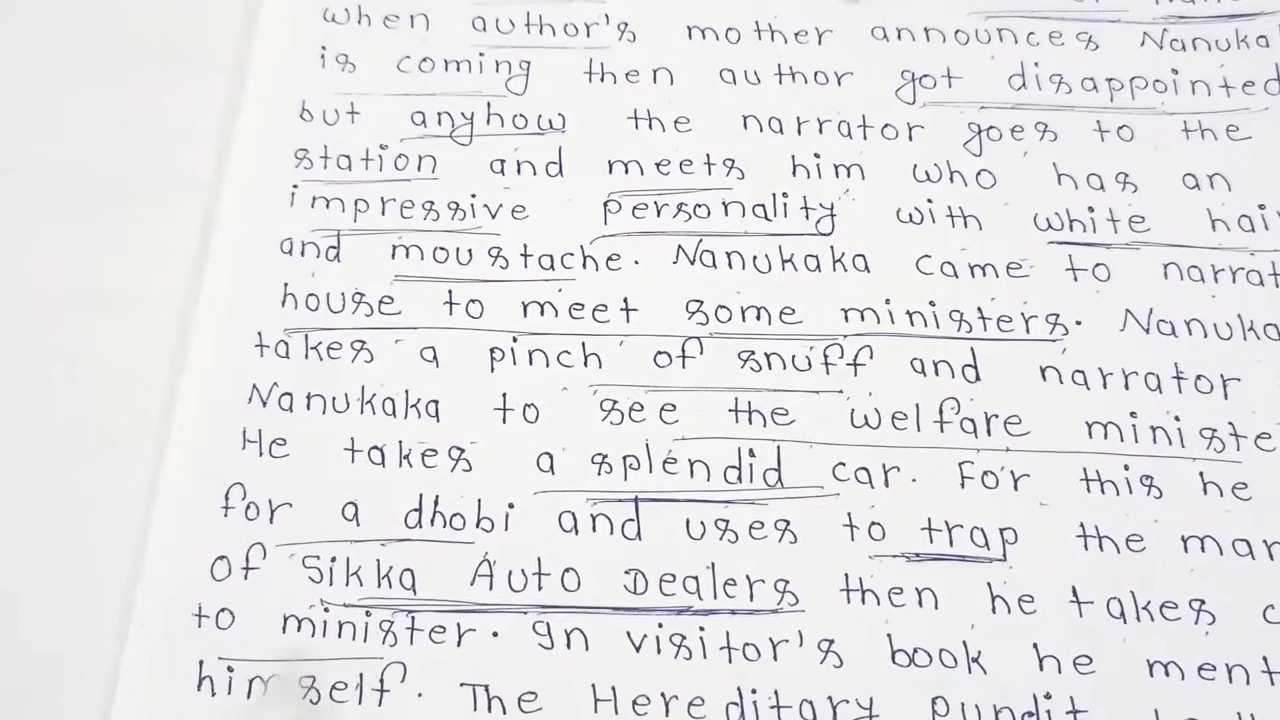 when author's mother announces Nanuka
is coming then author got disappointed
but anyhow the narrator goes to the
station and meets him who has an
impressive personality with white hai
and moustache. Nanukaka came to narrat
house to meet some ministers. Nanuka
takes a pinch of snuff and narrator
Nanukaka to see the welfare ministe
He takes a splendid car. For this he
for a dhobi and uses to trap the man
of Sikka Auto Dealers then he takes c
to minister. In visitor's book he ment
himself. The Hereditary pundit